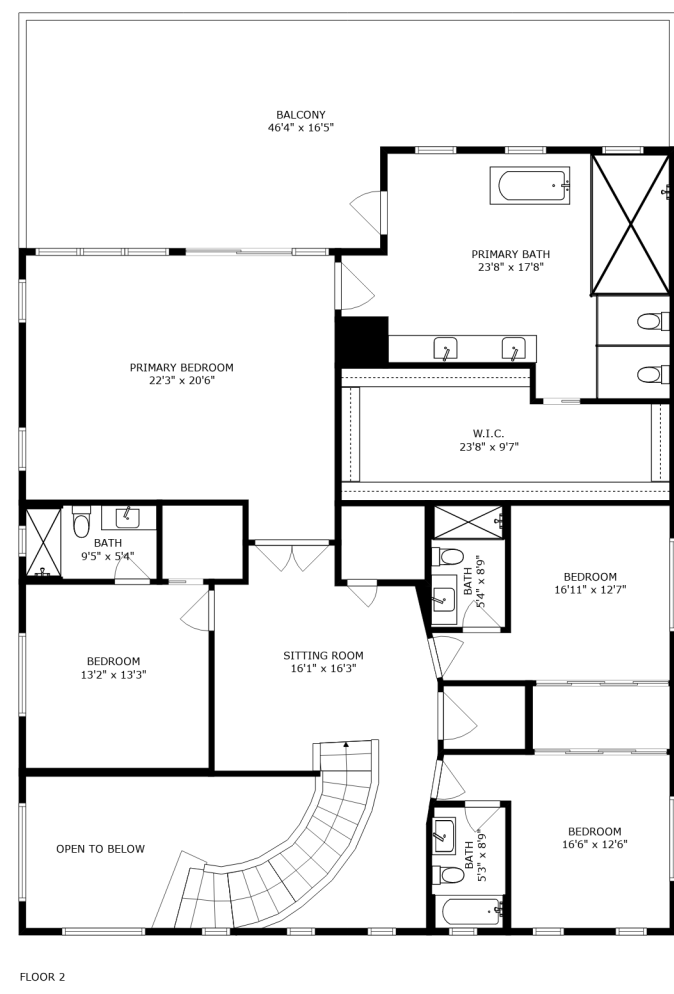 BALCONY
46'4" x 16'5"
PRIMARY BATH
23'8" x 17'8"
PRIMARY BEDROOM
22'3" x 20'6"
W.I.C.
23'8" x 9'7"
BATH
9'5" x 5'4"
BATH
5'4" x 8'9"
BEDROOM
16'11" x 12'7"
SITTING ROOM
16'1" x 16'3"
BEDROOM
13'2" x 13'3"
OPEN TO BELOW
BATH
5'3" x 8'9"
BEDROOM
16'6" x 12'6"
FLOOR 2